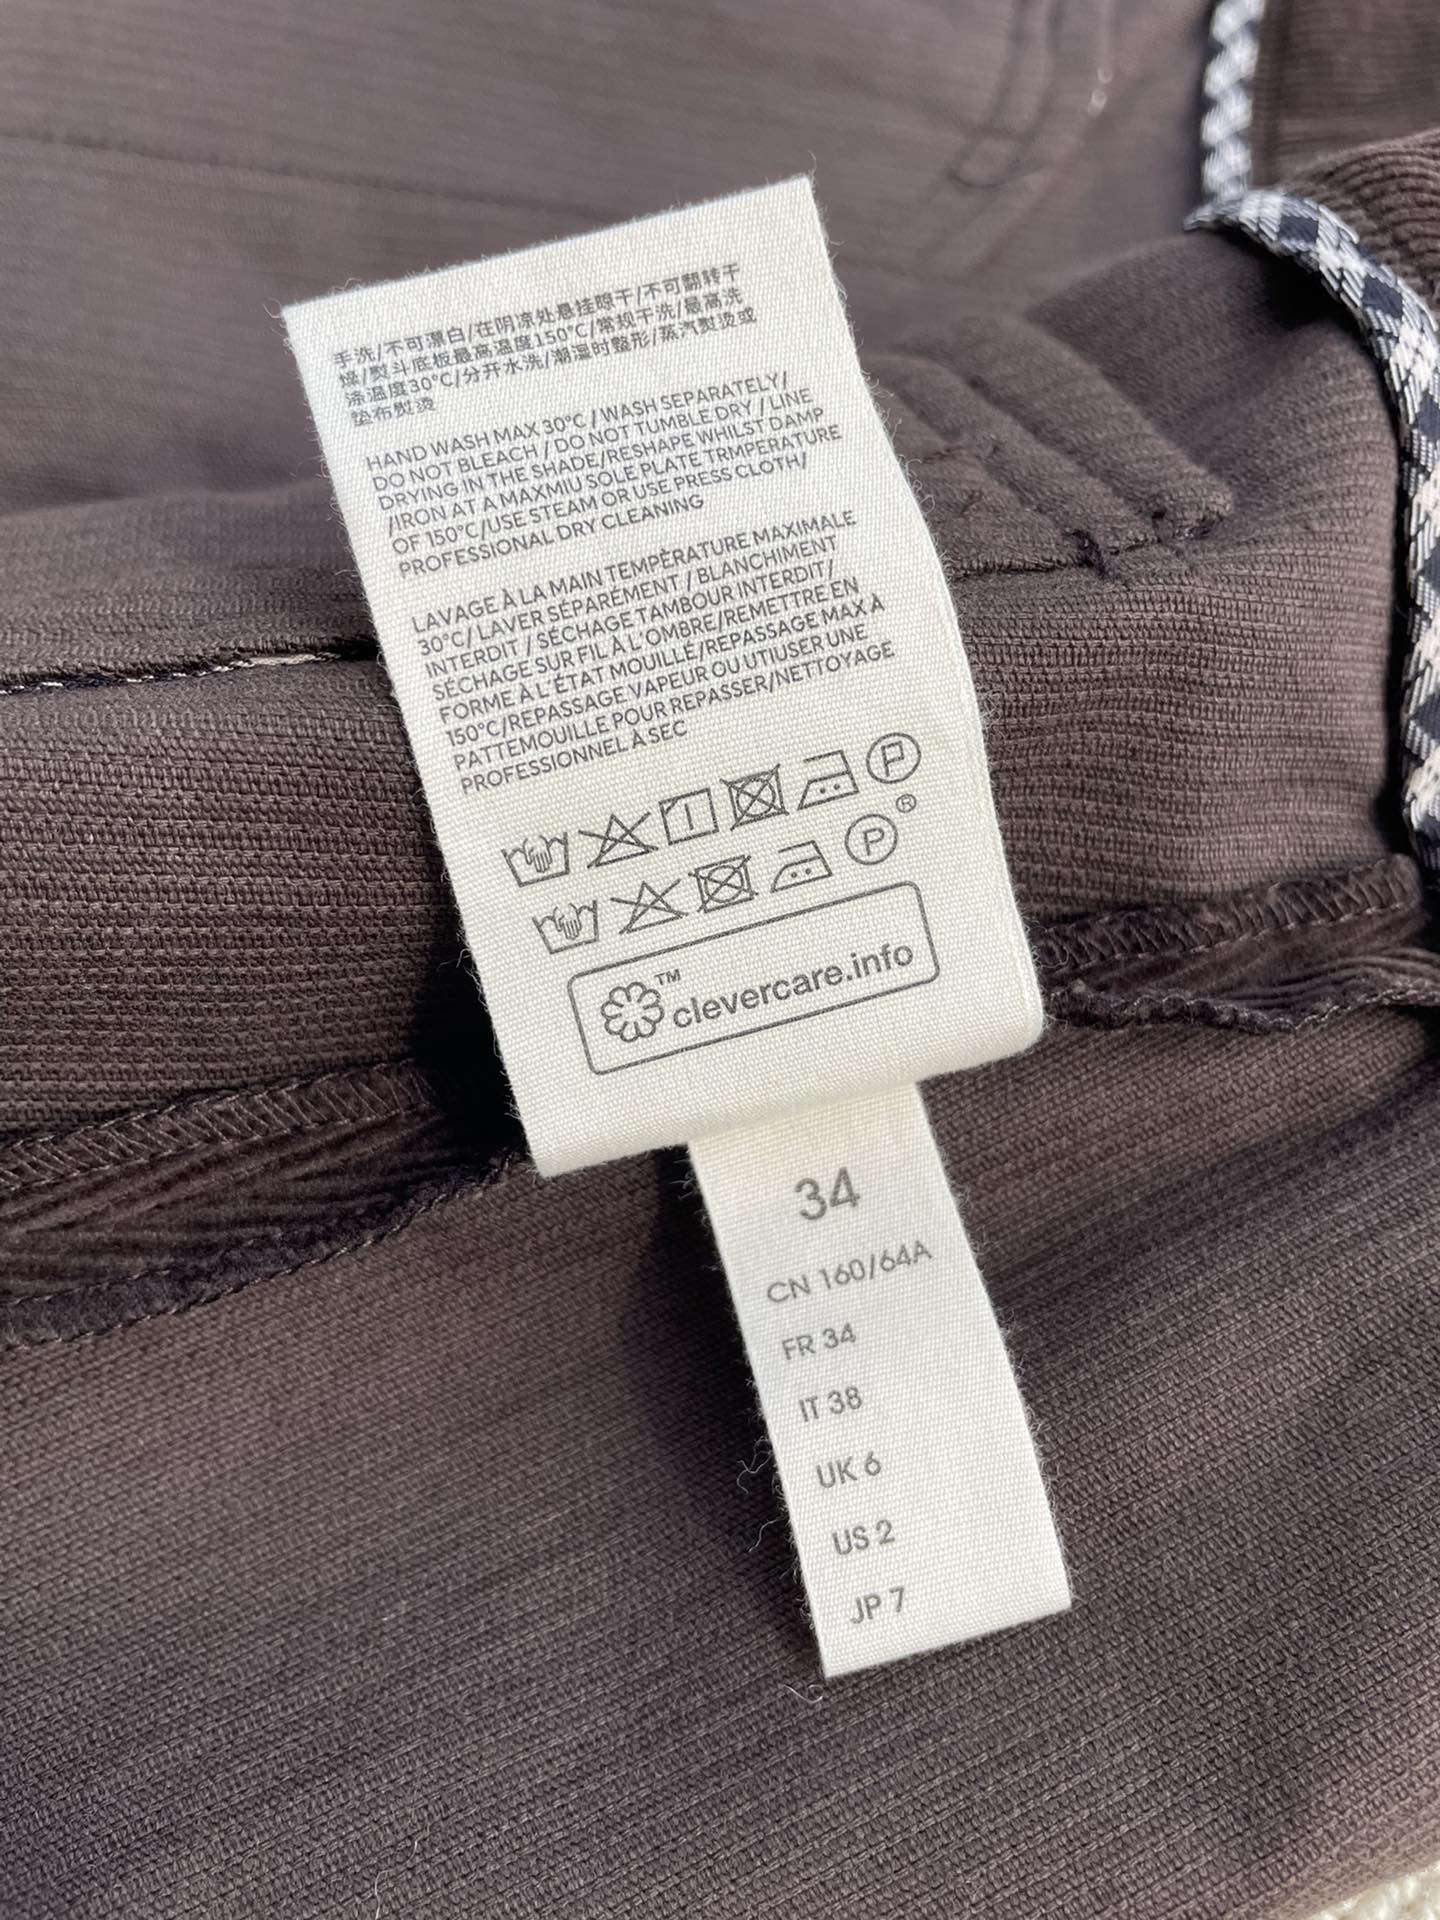 手洗/不可漂白/在阴凉处悬挂晾干/不可翻转干
燥/熨斗底板最高温度150°C/常规干洗/最高洗
涤温度30°C/分开水洗/潮湿时整形/蒸汽熨烫或
垫布熨烫
HAND WASH MAX 30°C / WASH SEPARATELY/
DO NOT BLEACH / DO NOT TUMBLE DRY / LINE
DRYING IN THE SHADE/RESHAPE WHILST DAMP
/IRON AT A MAXMIU SOLE PLATE TRMPERATURE
OF 150°C/USE STEAM OR USE PRESS CLOTH/
PROFESSIONAL DRY CLEANING
LAVAGE À LA MAIN TEMPÈRATURE MAXIMALE
30°C/ LAVER SÉPARÉMENT / BLANCHIMENT
INTERDIT / SÉCHAGE TAMBOUR INTERDIT/
SÉCHAGE SUR FIL À L'OMBRE/REMETTRE EN
FORME À L'ÉTAT MOUILLÉ/REPASSAGE MAX À
150°C/REPASSAGE VAPEUR OU UTIUSER UNE
PATTEMOUILLE POUR REPASSER/NETTOYAGE
PROFESSIONNEL À SEC
P
P ®
™ clevercare.info
34
CN 160/64A
FR 34
IT 38
UK 6
US 2
JP 7